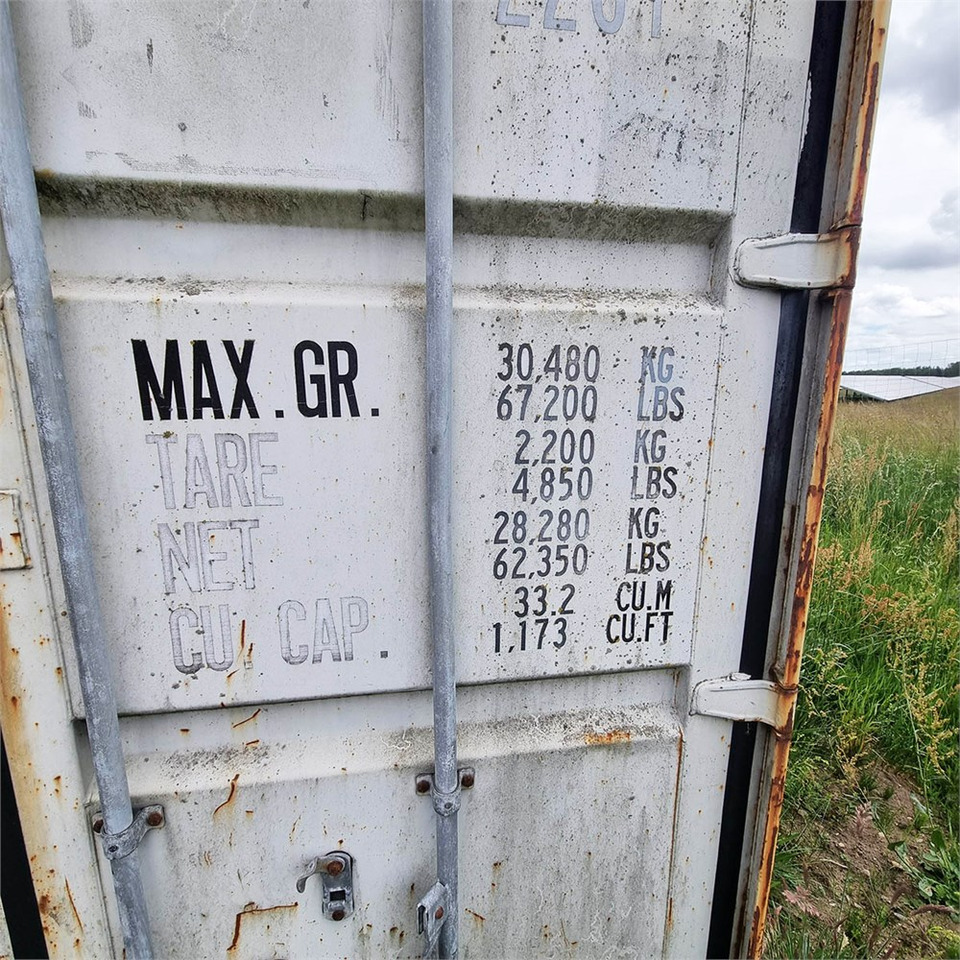 MAX.GR. 30,480 KG
67,200 LBS
TARE 2,200 KG
4,850 LBS
NET 28,280 KG
62,350 LBS
CU CAP. 33.2 CU.M
1,173 CU.FT